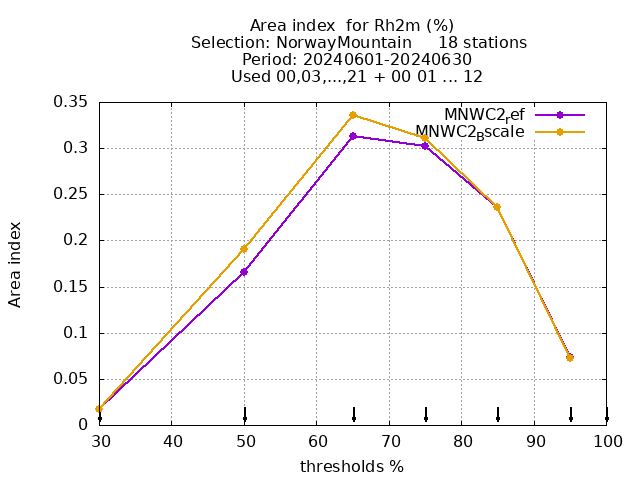 Area index  for Rh2m (%)
Selection: NorwayMountain     18 stations
Period: 20240601-20240630
Used 00,03,...,21 + 00 01 ... 12
MNWC2ref
MNWC2Bscale
0.35
0.3
0.25
0.2
0.15
0.1
0.05
0
Area index
30 40 50 60 70 80 90 100
thresholds %